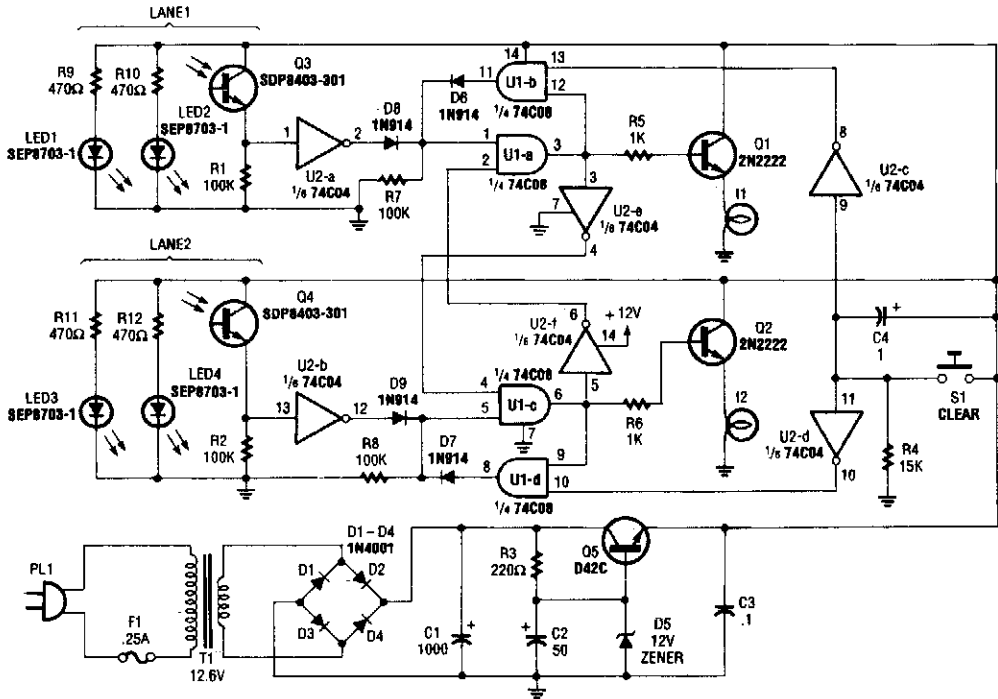 LANE1
R9
470Ω
R10
470Ω
LED1
SEP8703-1
LED2
SEP8703-1
Q3
SDP8403-301
R1
100K
1
2
U2-a
1/6 74C04
D8
1N914
R7
100K
D6
1N914
11
14
U1-b
13
12
1/4 74C08
1
2
U1-a
3
1/4 74C08
R5
1K
Q1
2N2222
I1
3
7
U2-e
1/6 74C04
4
8
U2-c
1/6 74C04
9
LANE2
R11
470Ω
R12
470Ω
LED3
SEP8703-1
LED4
SEP8703-1
Q4
SDP8403-301
R2
100K
13
12
U2-b
1/6 74C04
D9
1N914
R8
100K
D7
1N914
6
U2-f
1/6 74C04
14
+12V
5
1/4 74C08
4
5
U1-c
6
7
R6
1K
8
U1-d
9
10
1/4 74C08
Q2
2N2222
I2
+
C4
1
S1
CLEAR
11
U2-d
1/6 74C04
10
R4
15K
PL1
F1
.25A
T1
12.6V
D1-D4
1N4001
D1
D2
D3
D4
+
C1
1000
R3
220Ω
+
C2
50
Q5
D42C
D5
12V
ZENER
C3
.1